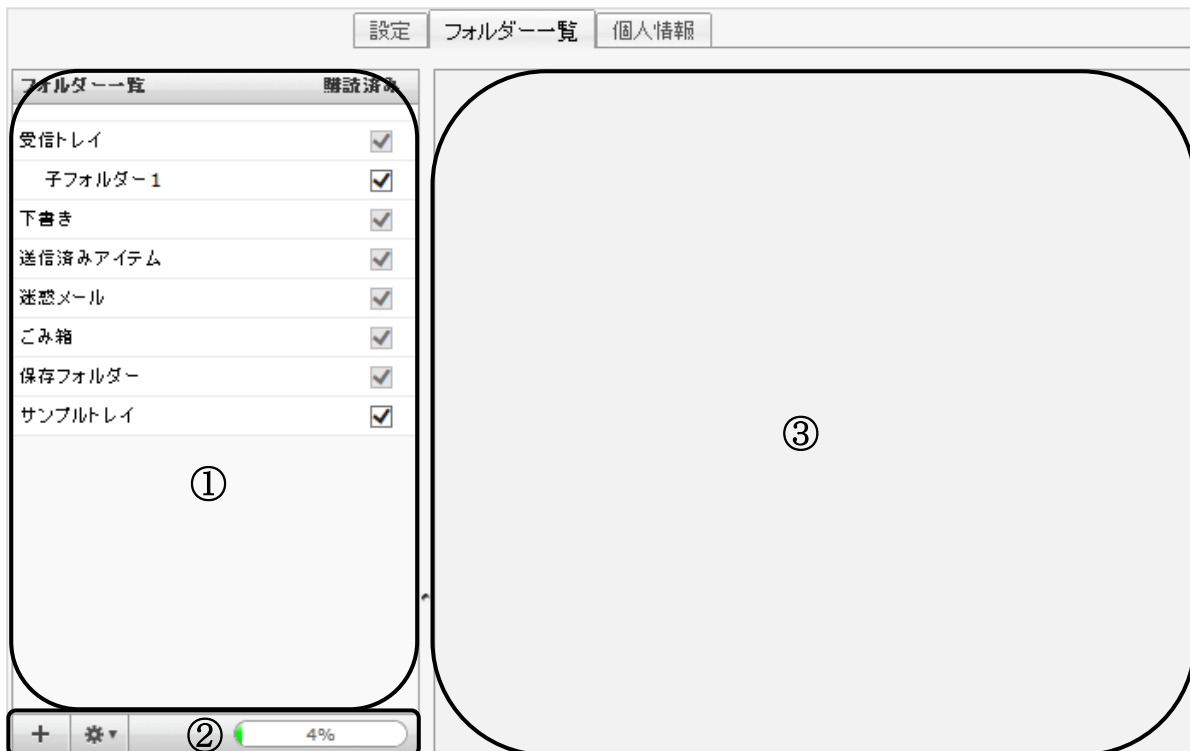 設定 フォルダー一覧 個人情報
フォルダー一覧 購読済み
受信トレイ
子フォルダー1
下書き
送信済みアイテム
迷惑メール
ごみ箱
保存フォルダー
サンプルトレイ
③
①
② 4%